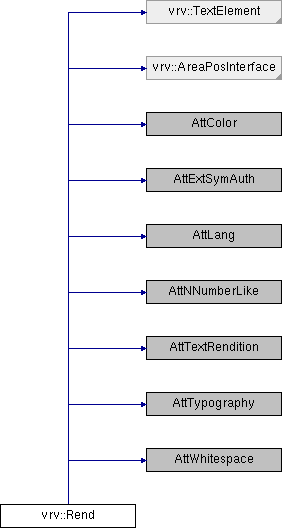 vrv::TextElement
vrv::AreaPosInterface
AttColor
AttExtSymAuth
AttLang
AttNNumberLike
AttTextRendition
AttTypography
AttWhitespace
vrv::Rend